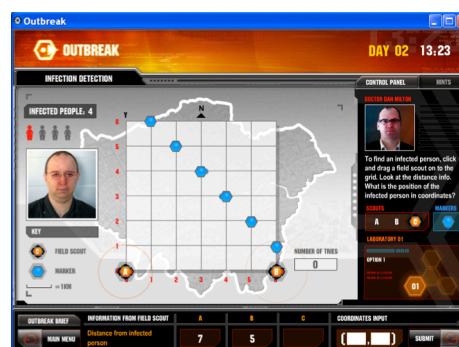 Outbreak
OUTBREAK
DAY 02 13:23
INFECTION DETECTION
CONTROL PANEL
HINTS
INFECTED PEOPLE: 4
DOCTOR DAN MILTON
To find an infected person, click
and drag a field scout on to the
grid. Look at the distance info.
What is the position of the
infected person in coordinates?
SCOUTS
MARKERS
A B C
LABORATORY 01
OPTION 1
01
Y
N
6
5
4
3
2
1
A
1 2 3 4 5 6
B
KEY
FIELD SCOUT
MARKER
= 1KM
NUMBER OF TRIES
0
OUTBREAK BRIEF
MAIN MENU
INFORMATION FROM FIELD SCOUT
A
B
C
COORDINATES INPUT
Distance from infected
person
7
5
( , )
SUBMIT